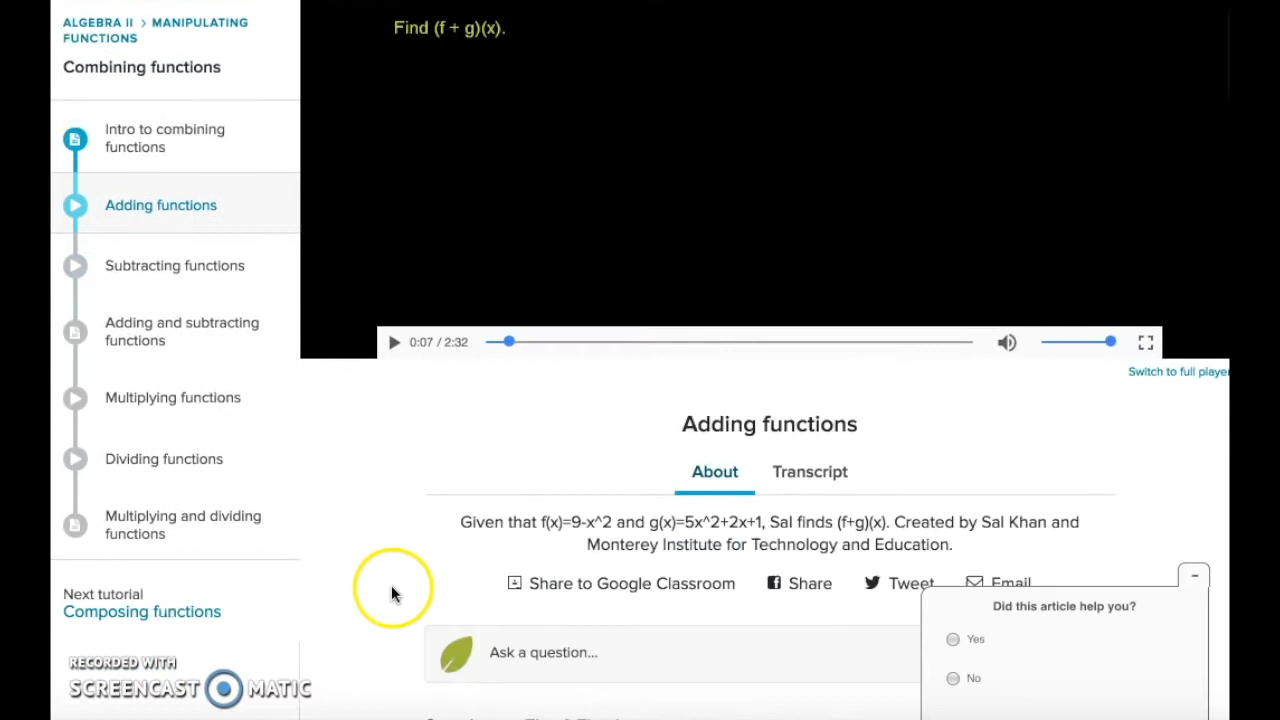 ALGEBRA II > MANIPULATING
FUNCTIONS
Combining functions
Intro to combining
functions
Adding functions
Subtracting functions
Adding and subtracting
functions
Multiplying functions
Dividing functions
Multiplying and dividing
functions
Next tutorial
Composing functions
RECORDED WITH
SCREENCAST MATIC
Find (f + g)(x).
0:07 / 2:32
Switch to full player
Adding functions
About Transcript
Given that f(x)=9-x^2 and g(x)=5x^2+2x+1, Sal finds (f+g)(x). Created by Sal Khan and
Monterey Institute for Technology and Education.
Share to Google Classroom Share Tweet Email
Ask a question...
Did this article help you?
Yes
No